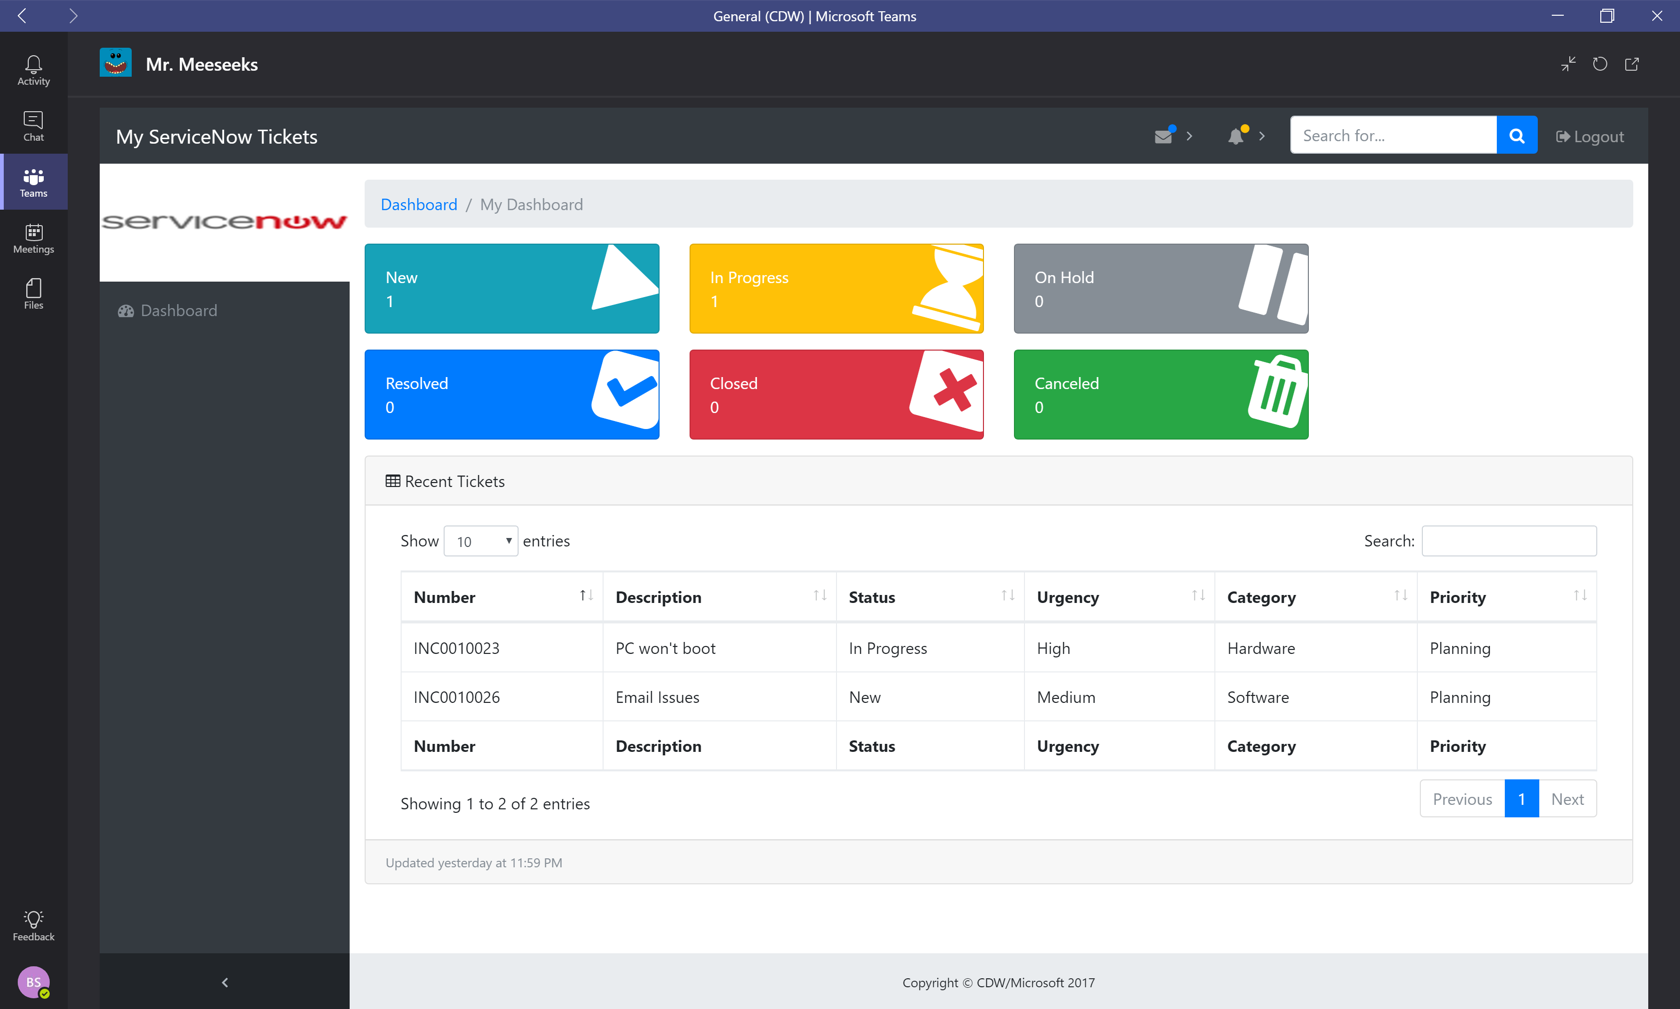 General (CDW) | Microsoft Teams
Activity
Chat
Teams
Meetings
Files
Feedback
BS
Mr. Meeseeks
My ServiceNow Tickets
Search for...
Logout
servicenow
Dashboard
Dashboard / My Dashboard
New
1
In Progress
1
On Hold
0
Resolved
0
Closed
0
Canceled
0
Recent Tickets
Show 10 entries
Search:
Number Description Status Urgency Category Priority
INC0010023 PC won't boot In Progress High Hardware Planning
INC0010026 Email Issues New Medium Software Planning
Number Description Status Urgency Category Priority
Showing 1 to 2 of 2 entries
Previous 1 Next
Updated yesterday at 11:59 PM
Copyright © CDW/Microsoft 2017